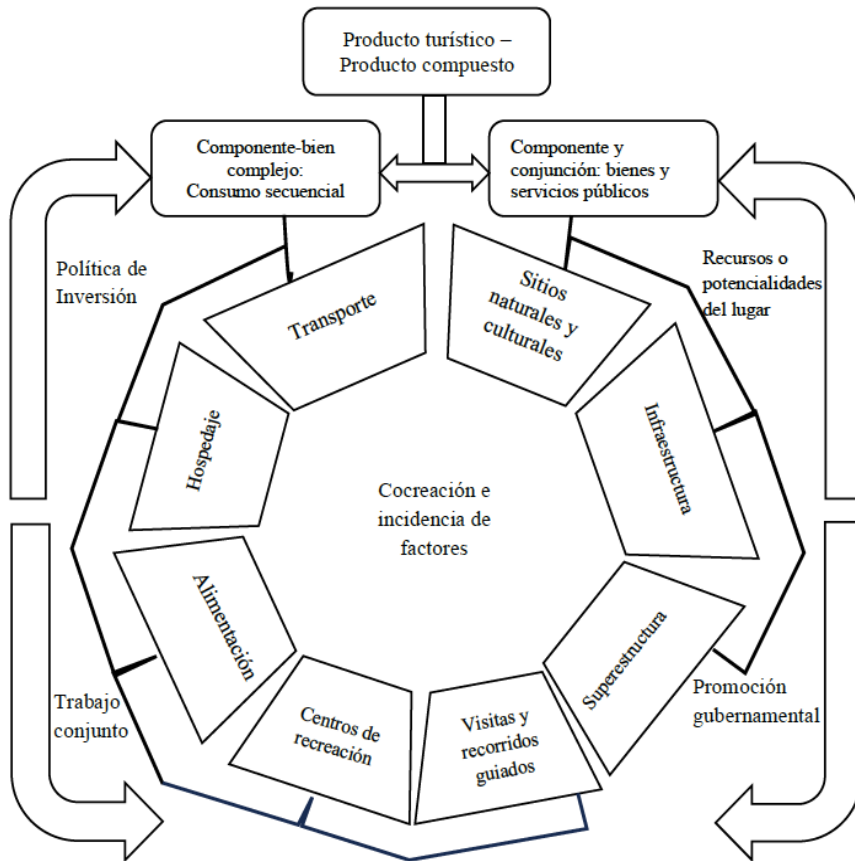 Producto turístico –
Producto compuesto
Componente-bien
complejo:
Consumo secuencial
Componente y
conjunción: bienes y
servicios públicos
Política de
Inversión
Recursos o
potencialidades
del lugar
Transporte
Sitios
naturales y
culturales
Hospedaje
Infraestructura
Cocreación e
incidencia de
factores
Alimentación
Superestructura
Trabajo
conjunto
Centros de
recreación
Visitas y
recorridos
guiados
Promoción
gubernamental